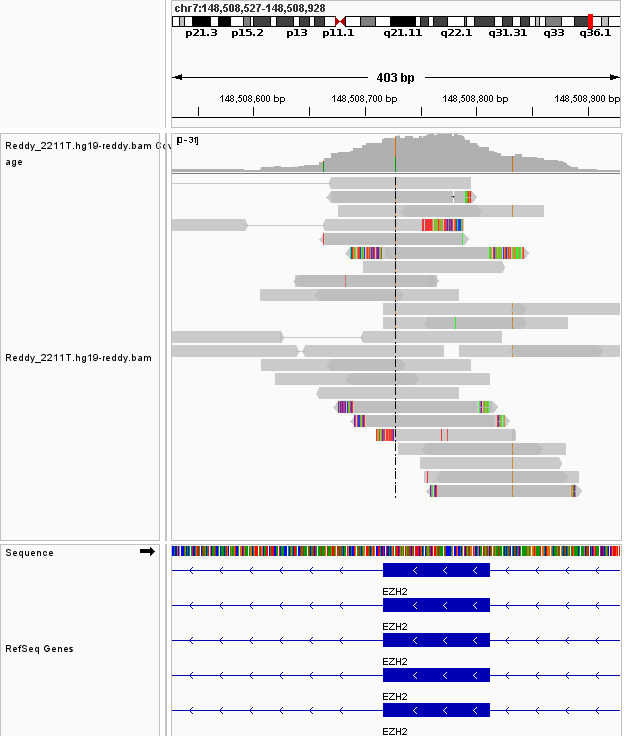 chr7:148,508,527-148,508,928
p21.3 p15.2 p13 p11.1 q21.11 q22.1 q31.31 q33 q36.1
403 bp
148,508,600 bp 148,508,700 bp 148,508,800 bp 148,508,900 bp
Reddy_2211T.hg19-reddy.bam Cov
age
[0-31]
Reddy_2211T.hg19-reddy.bam
Sequence
EZH2
EZH2
RefSeq Genes
EZH2
EZH2
EZH2